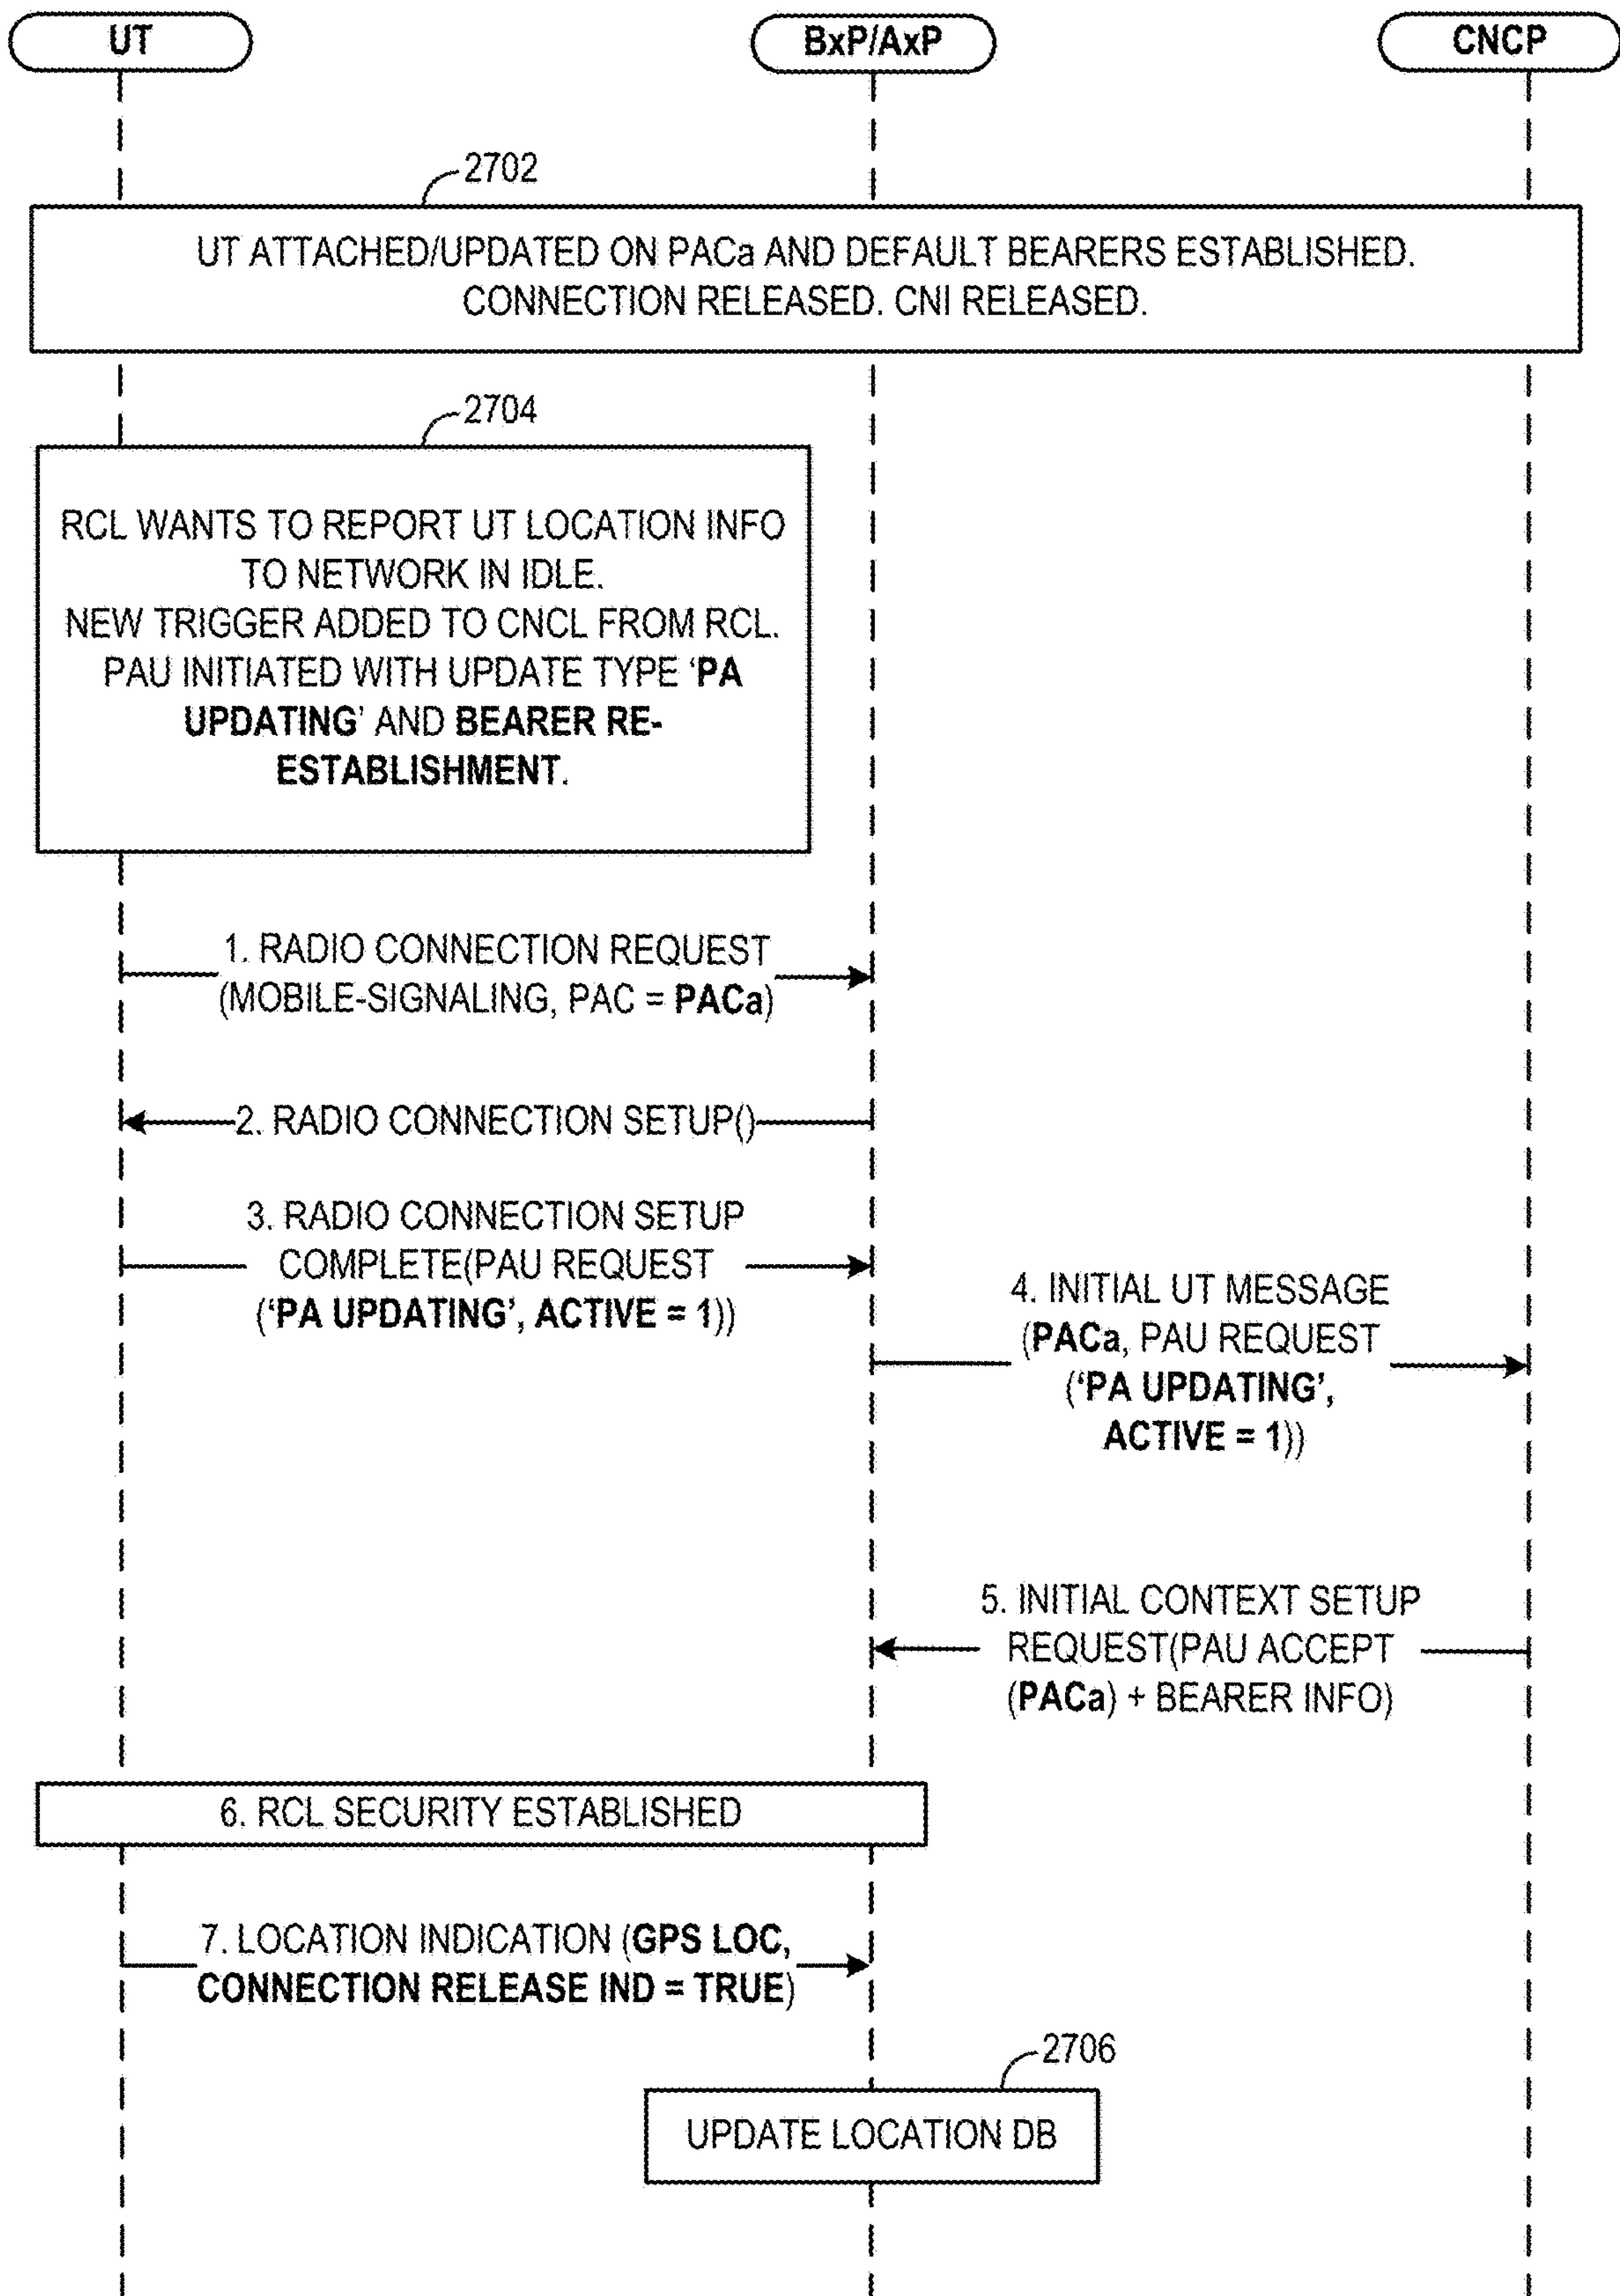 UT
BxP/AxP
CNCP
2702
UT ATTACHED/UPDATED ON PACa AND DEFAULT BEARERS ESTABLISHED.
CONNECTION RELEASED. CNI RELEASED.
2704
RCL WANTS TO REPORT UT LOCATION INFO
TO NETWORK IN IDLE.
NEW TRIGGER ADDED TO CNCL FROM RCL.
PAU INITIATED WITH UPDATE TYPE ‘PA
UPDATING’ AND BEARER RE-
ESTABLISHMENT.
1. RADIO CONNECTION REQUEST
(MOBILE-SIGNALING, PAC = PACa)
2. RADIO CONNECTION SETUP()
3. RADIO CONNECTION SETUP
COMPLETE(PAU REQUEST
(‘PA UPDATING’, ACTIVE = 1))
4. INITIAL UT MESSAGE
(PACa, PAU REQUEST
(‘PA UPDATING’,
ACTIVE = 1))
5. INITIAL CONTEXT SETUP
REQUEST(PAU ACCEPT
(PACa) + BEARER INFO)
6. RCL SECURITY ESTABLISHED
7. LOCATION INDICATION (GPS LOC,
CONNECTION RELEASE IND = TRUE)
2706
UPDATE LOCATION DB